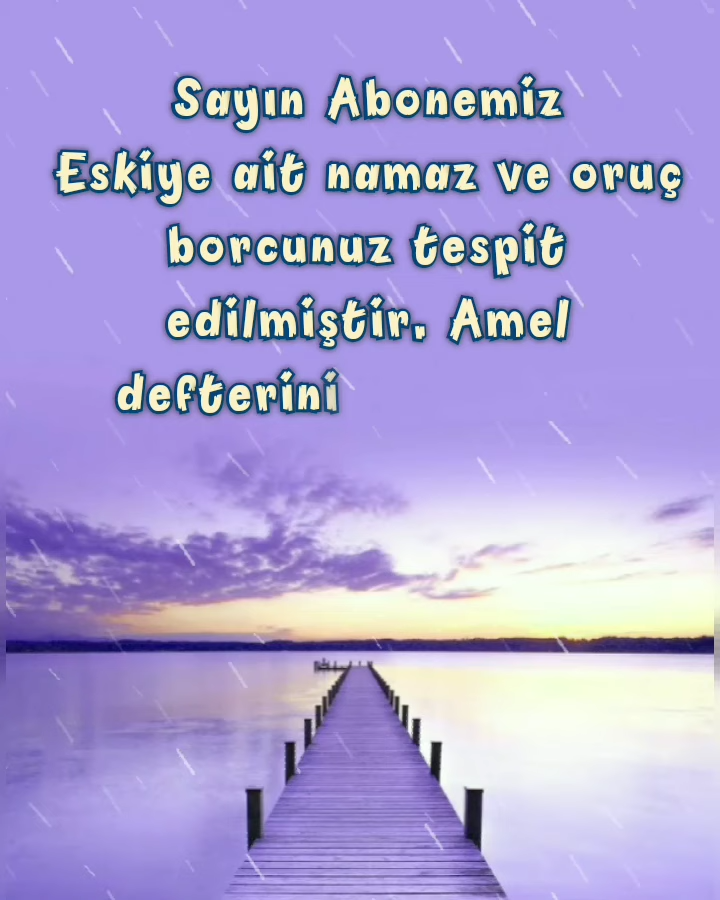 Sayın Abonemiz
Eskiye ait namaz ve oruç
borcunuz tespit
edilmiştir. Amel
defterini